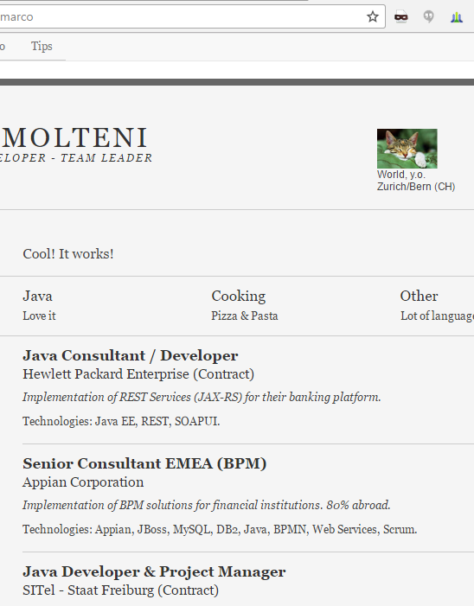 marco
o Tips
MOLTENI
ELOPER - TEAM LEADER
World, y.o.
Zurich/Bern (CH)
Cool! It works!
Java Cooking Other
Love it Pizza & Pasta Lot of language
Java Consultant / Developer
Hewlett Packard Enterprise (Contract)
Implementation of REST Services (JAX-RS) for their banking platform.
Technologies: Java EE, REST, SOAPUI.
Senior Consultant EMEA (BPM)
Appian Corporation
Implementation of BPM solutions for financial institutions. 80% abroad.
Technologies: Appian, JBoss, MySQL, DB2, Java, BPMN, Web Services, Scrum.
Java Developer & Project Manager
SITel - Staat Freiburg (Contract)